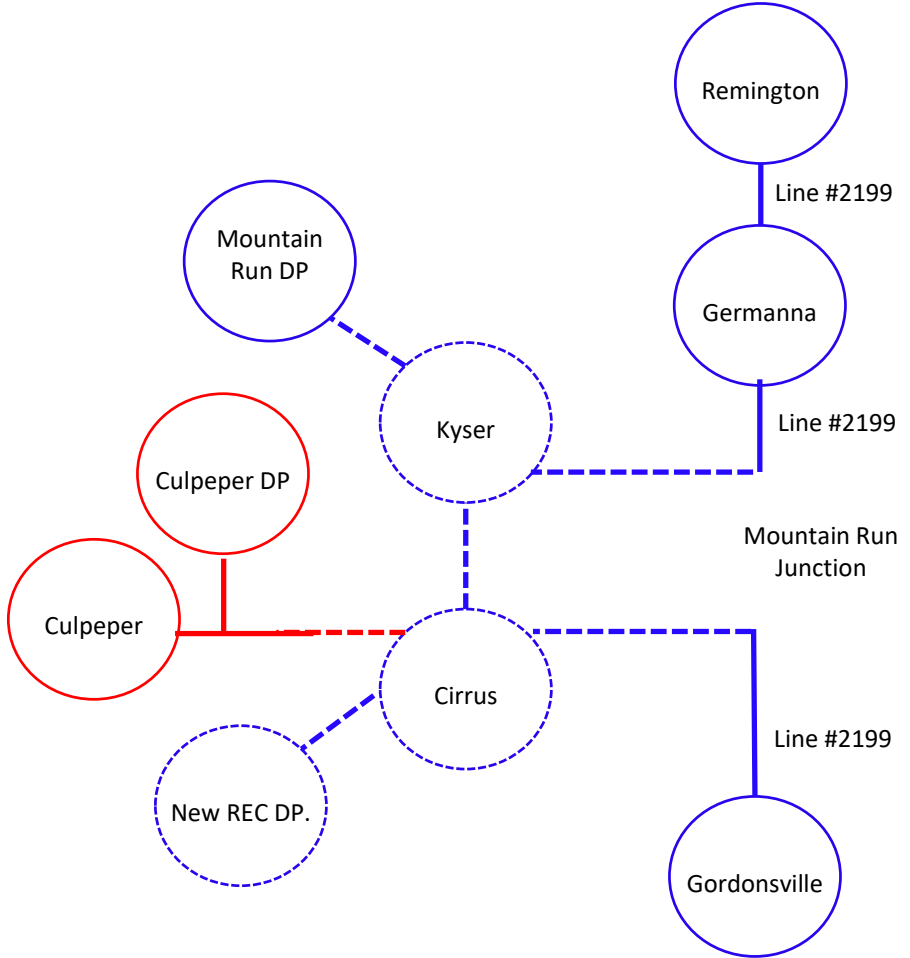 Remington
Line #2199
Mountain
Run DP
Germanna
Line #2199
Kyser
Culpeper DP
Mountain Run
Junction
Culpeper
Cirrus
Line #2199
New REC DP.
Gordonsville